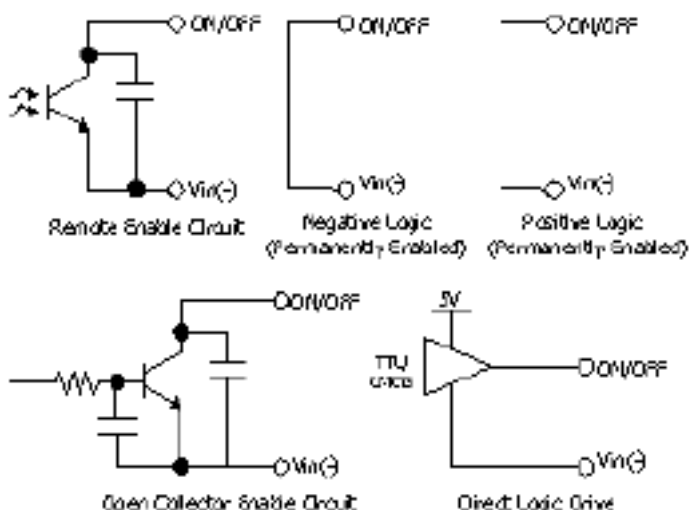 ON/OFF
Vin(-)
Remote Enable Circuit
ON/OFF
Vin(-)
Negative Logic
(Permanently Enabled)
ON/OFF
Vin(-)
Positive Logic
(Permanently Enabled)
ON/OFF
Vin(-)
Open Collector Enable Circuit
5V
TTL/
CMOS
ON/OFF
Vin(-)
Direct Logic Drive